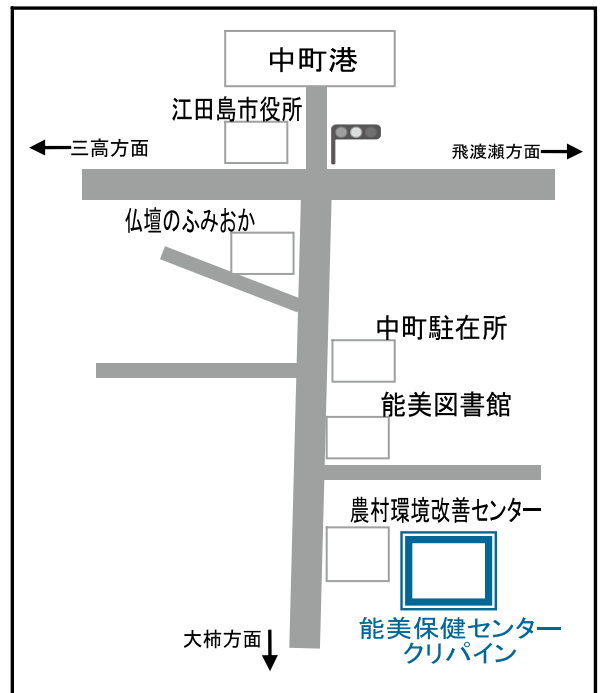 中町港
江田島市役所
三高方面
飛渡瀬方面
仏壇のふみおか
中町駐在所
能美図書館
農村環境改善センター
能美保健センター
クリパイン
大柿方面